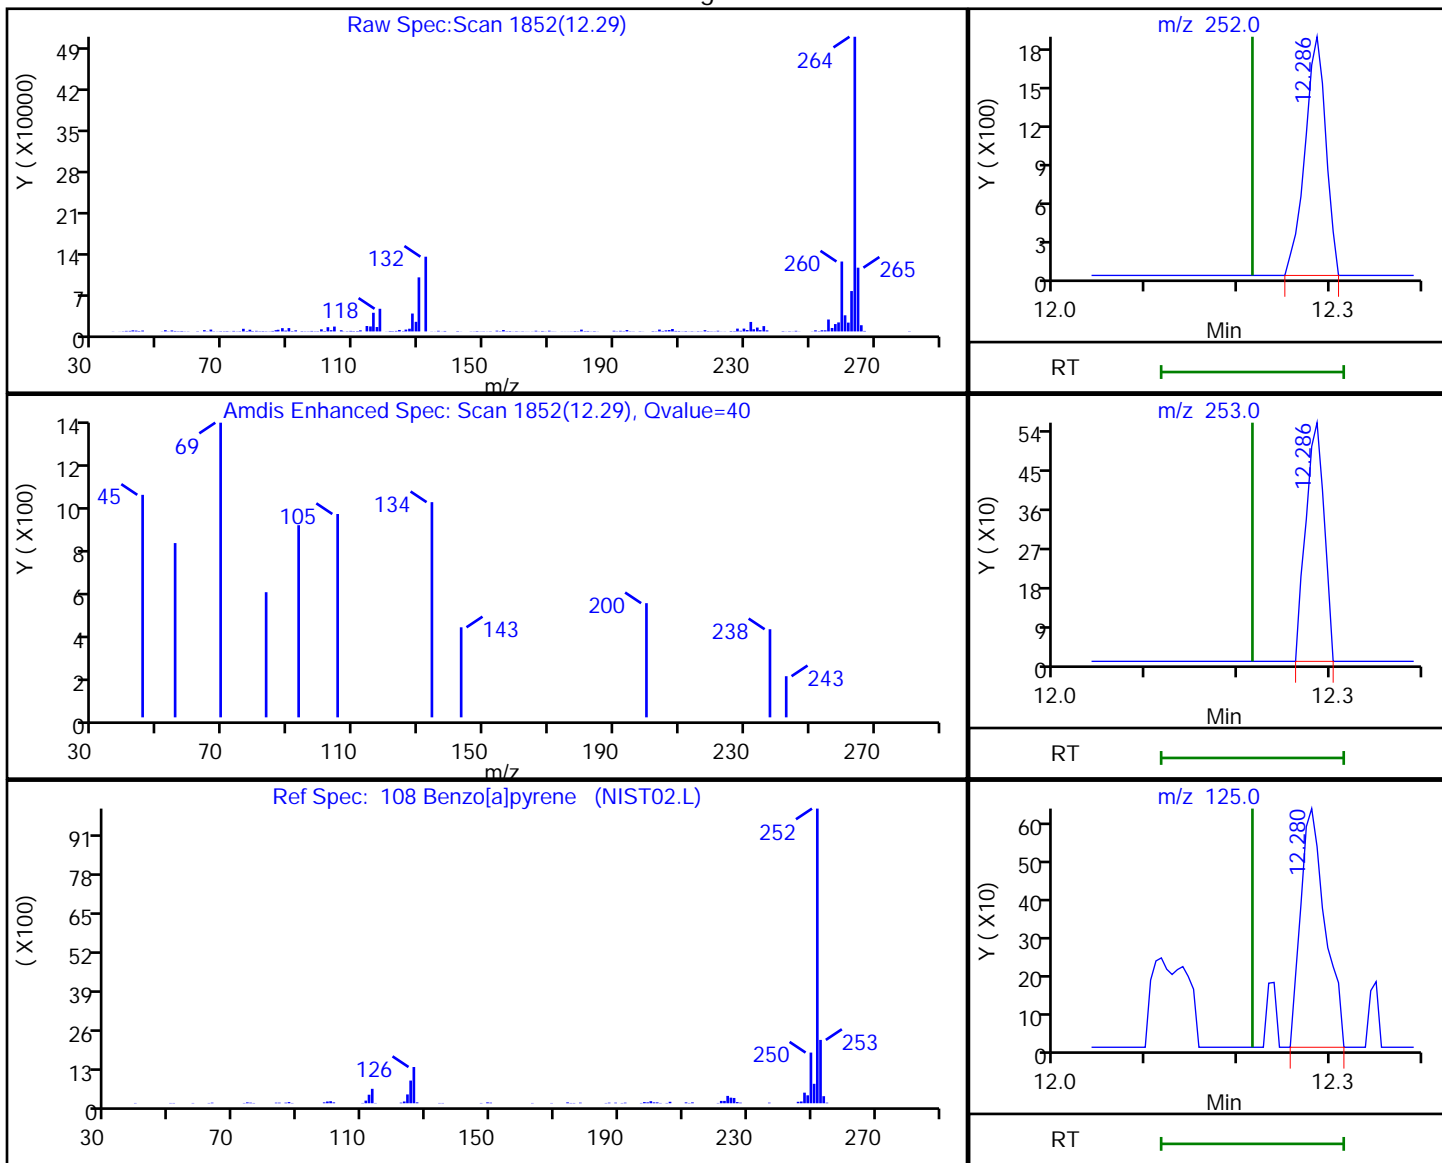 Raw Spec:Scan 1852(12.29)
Y ( X10000)
49
42
35
28
21
14
7
0
264
132
118
260
265
30 70 110 150 190 230 270
m/z
m/z 252.0
Y ( X100)
18
15
12
9
6
3
0
12.286
12.0 12.3
Min
RT
Amdis Enhanced Spec: Scan 1852(12.29), Qvalue=40
Y ( X100)
14
12
10
8
6
4
2
0
45
69
105
134
143
200
238
243
30 70 110 150 190 230 270
m/z
m/z 253.0
Y ( X10)
54
45
36
27
18
9
0
12.286
12.0 12.3
Min
RT
Ref Spec: 108 Benzo[a]pyrene (NIST02.L)
( X100)
91
78
65
52
39
26
13
0
252
126
250
253
30 70 110 150 190 230 270
m/z 125.0
Y ( X10)
60
50
40
30
20
10
0
12.280
12.0 12.3
Min
RT